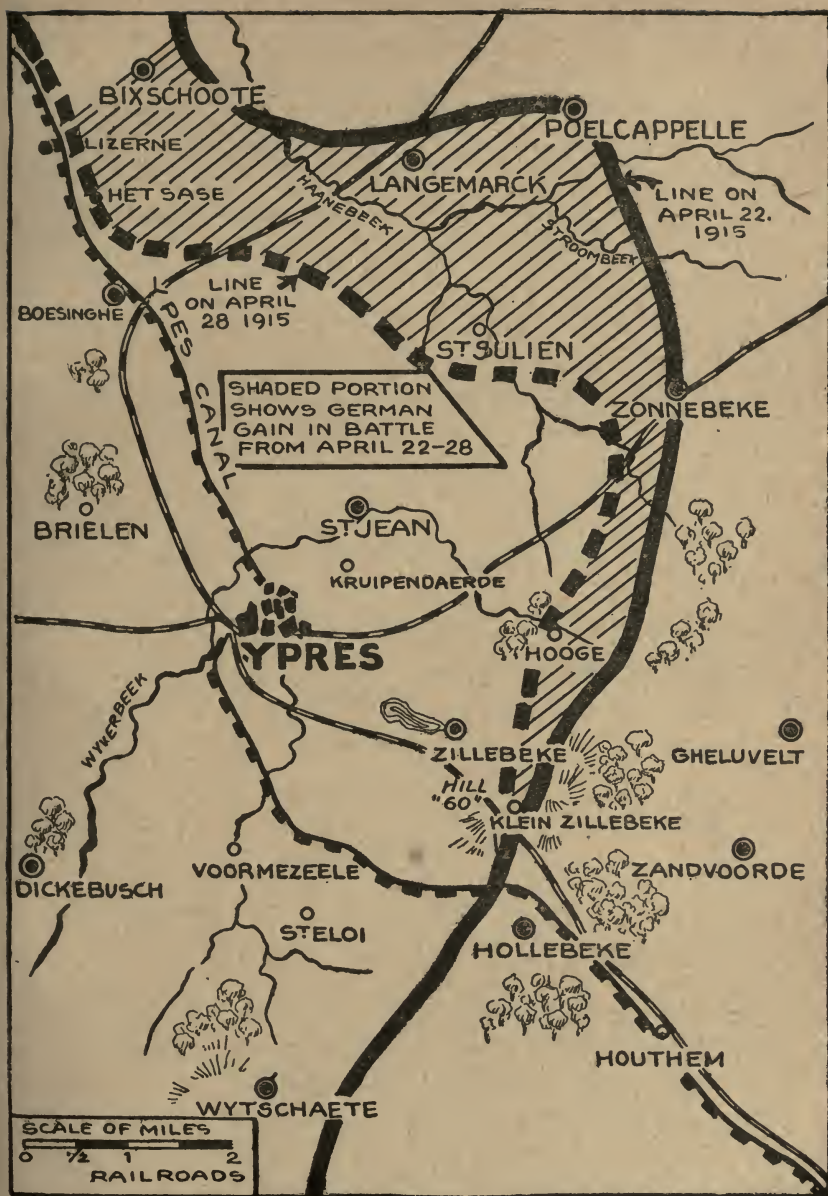 BIXSCHOOTE
POELCAPPELLE
LIZERNE
LANGEMARCK
HET SASE
HAANEBEEK
LINE ON
APRIL 22.
1915
STROOMBEEK
BOESINGHE
LINE
ON APRIL
28 1915
YPES CANAL
ST JULIEN
ZONNEBEKE
SHADED PORTION
SHOWS GERMAN
GAIN IN BATTLE
FROM APRIL 22-28
BRIELEN
ST JEAN
KRUIPENDAERDE
YPRES
HOOGE
WYKERBEEK
ZILLEBEKE
GHELUVELT
HILL
"60"
KLEIN ZILLEBEKE
VOORMEZEELE
ZANDVOORDE
DICKEBUSCH
ST ELOI
HOLLEBEKE
HOUTHEM
WYTSCHAETE
SCALE OF MILES
0 1/2 1 2
RAILROADS